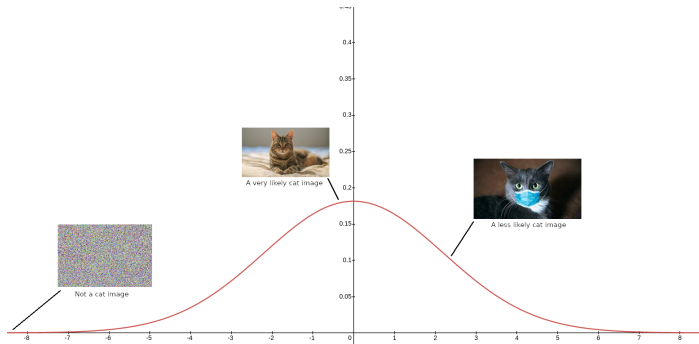 0.4
0.35
0.3
0.25
0.2
0.15
0.1
0.05
A very likely cat image
A less likely cat image
Not a cat image
-8 -7 -6 -5 -4 -3 -2 -1 0 1 2 3 4 5 6 7 8